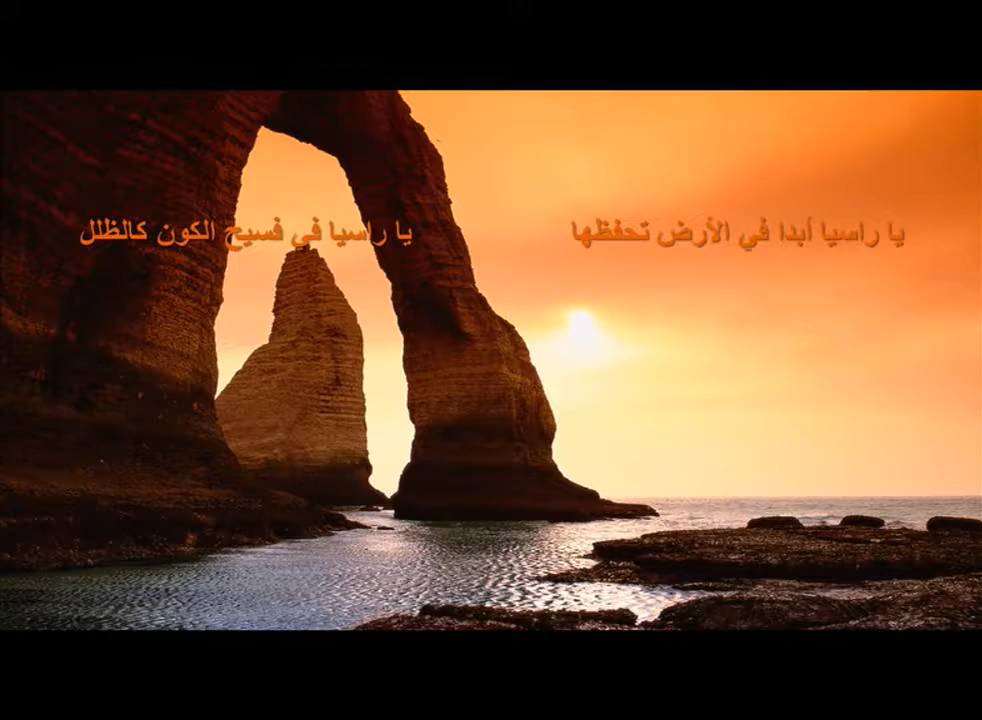 يا راسيا أبدا في الأرض تحفظها
يا راسيا في فسيح الكون كالظلل